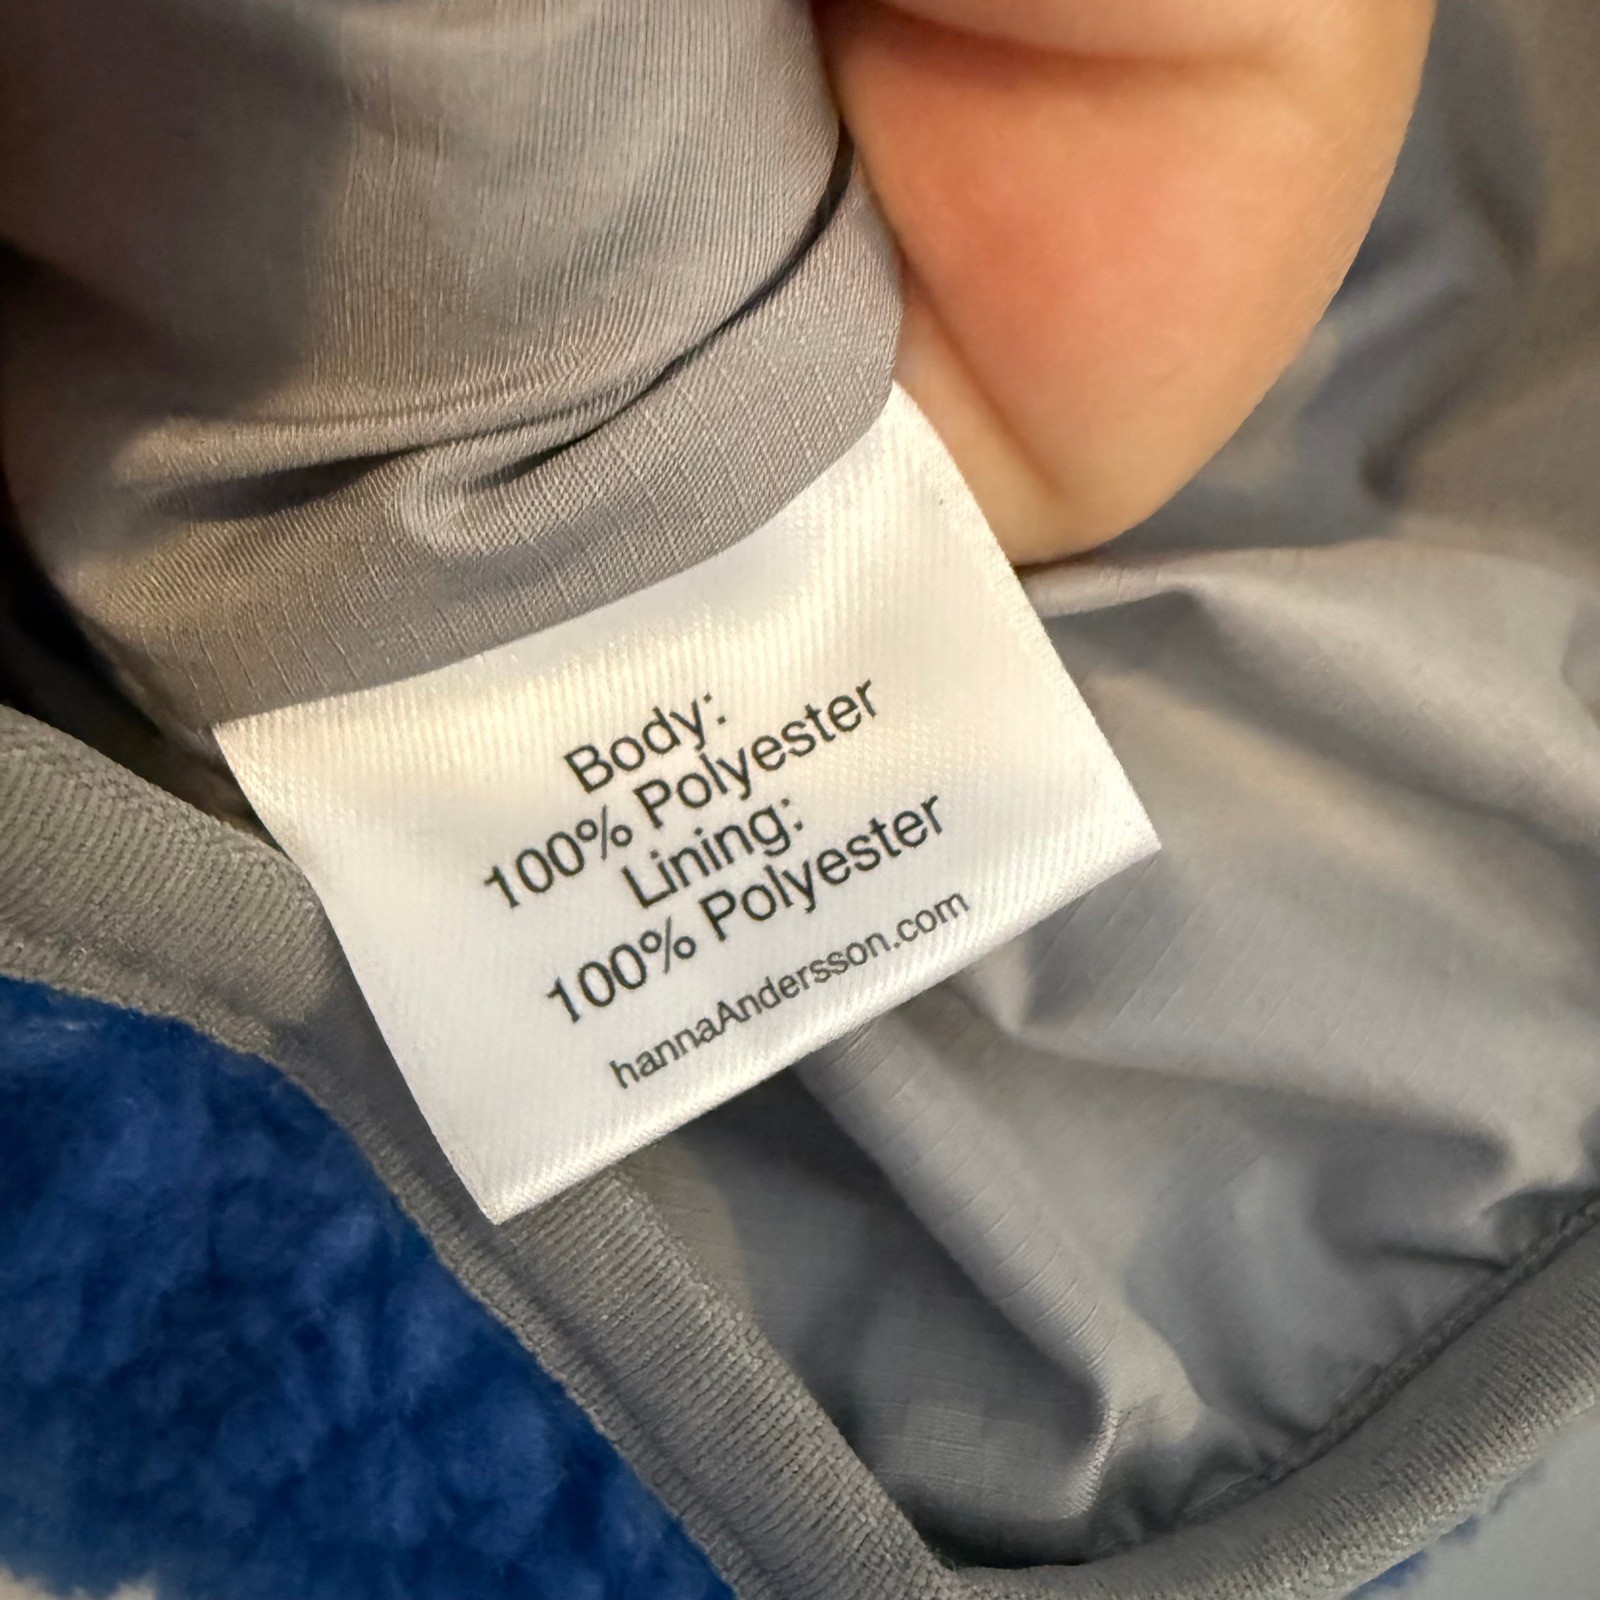 Body:
100% Polyester
Lining:
100% Polyester
hannaAndersson.com